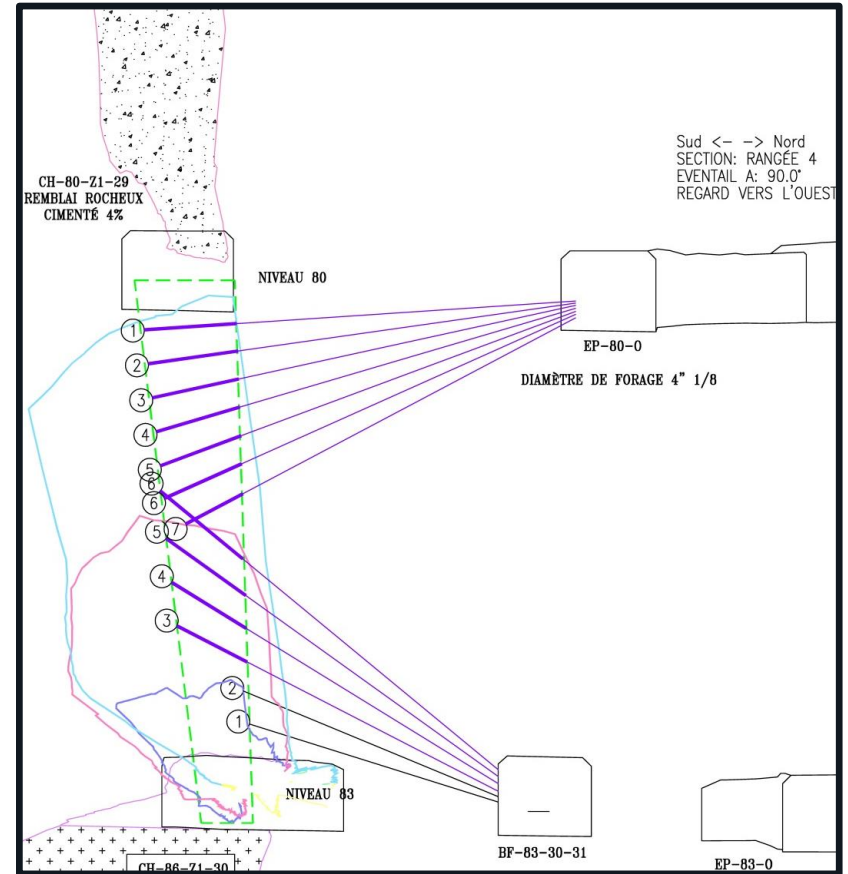 Sud <- -> Nord
SECTION: RANGÉE 4
EVENTAIL A: 90.0°
REGARD VERS L'OUEST
CH-80-Z1-29
REMBLAI ROCHEUX
CIMENTÉ 4%
NIVEAU 80
EP-80-0
DIAMÈTRE DE FORAGE 4" 1/8
1
2
3
4
5
6
6
7
5
4
3
2
1
NIVEAU 83
BF-83-30-31
EP-83-0
CH-86-Z1-30